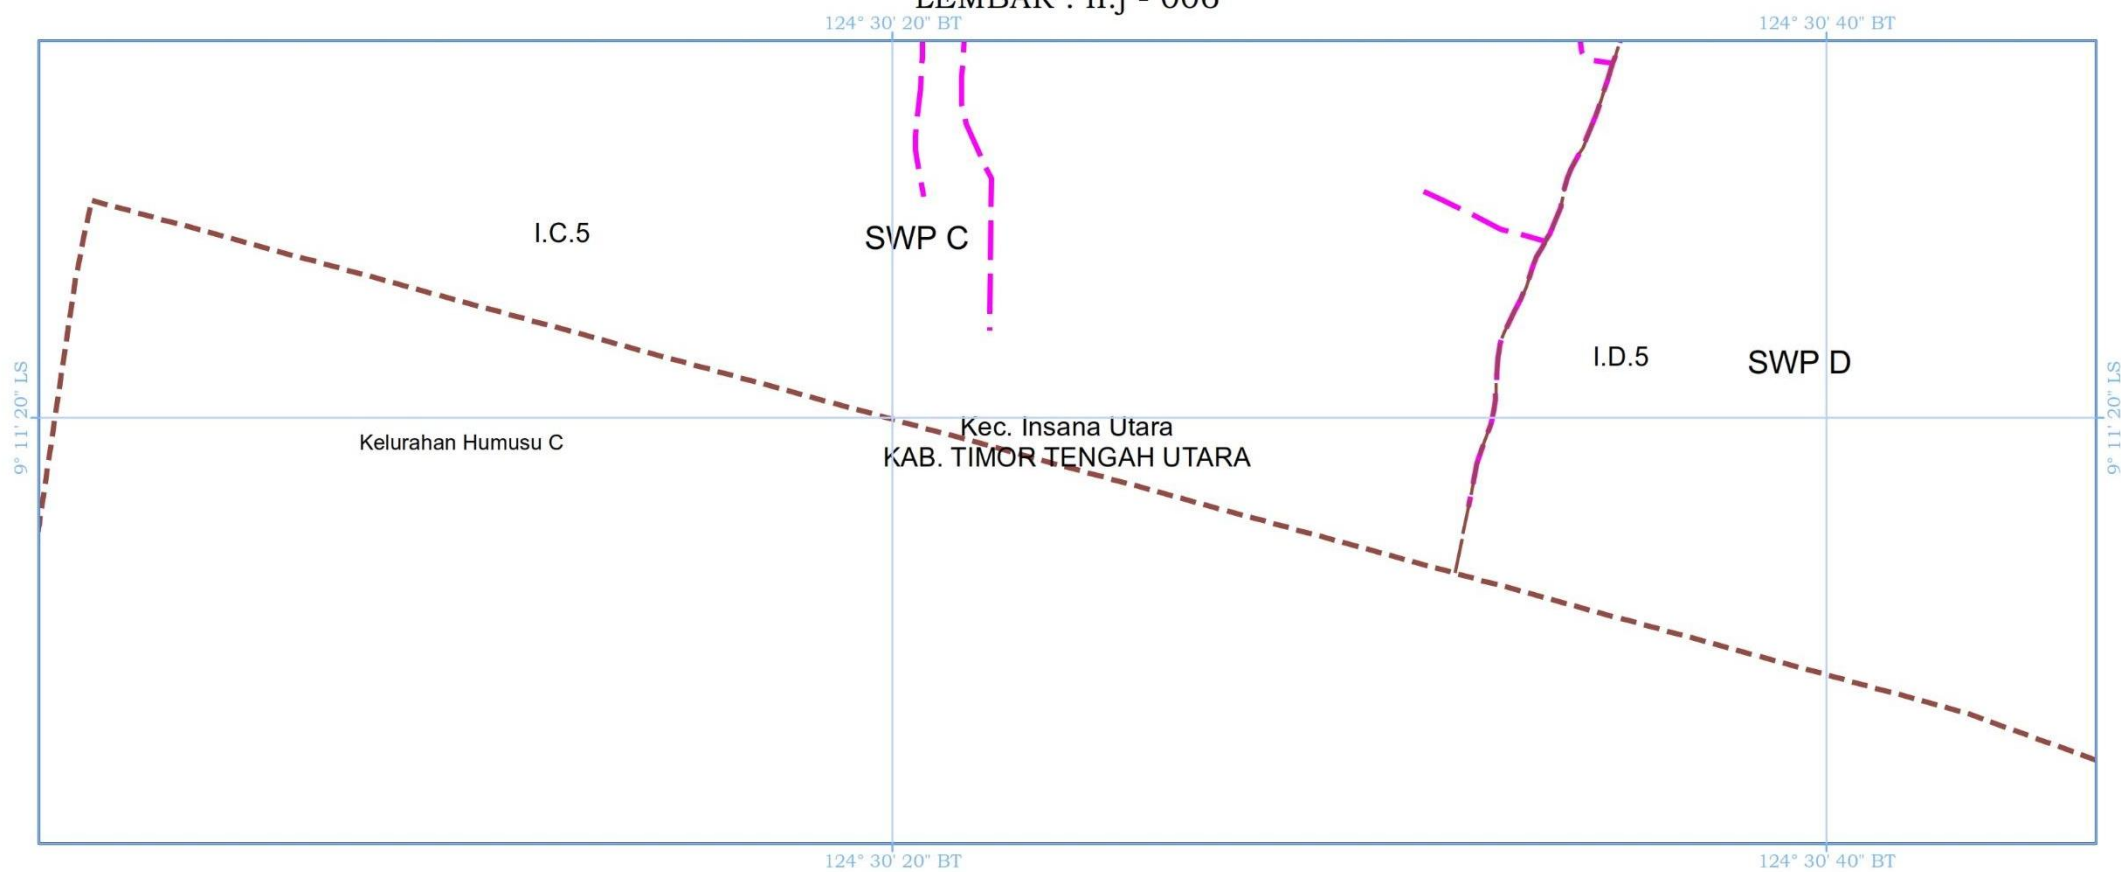 124° 30' 20" BT
124° 30' 40" BT
I.C.5
SWP C
I.D.5
SWP D
9° 11' 20" LS
9° 11' 20" LS
Kec. Insana Utara
Kelurahan Humusu C
KAB. TIMOR TENGAH UTARA
124° 30' 20" BT
124° 30' 40" BT